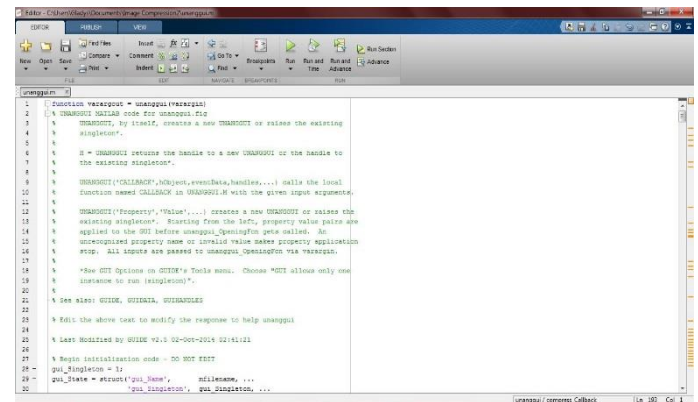 Editor - C:\Users\Gladys\Documents\Image Compression\unanggui.m
EDITOR PUBLISH VIEW
New Open Save Find Files Compare Print Insert Comment Indent Go To Find Breakpoints Run Run and Time Run and Advance Run Section Advance
FILE EDIT NAVIGATE BREAKPOINTS RUN
unanggui.m
1 function varargout = unanggui(varargin)
2 % UNANGGUI MATLAB code for unanggui.fig
3 % UNANGGUI, by itself, creates a new UNANGGUI or raises the existing
4 % singleton*.
5 %
6 % H = UNANGGUI returns the handle to a new UNANGGUI or the handle to
7 % the existing singleton*.
8 %
9 % UNANGGUI('CALLBACK',hObject,eventData,handles,...) calls the local
10 % function named CALLBACK in UNANGGUI.M with the given input arguments.
11 %
12 % UNANGGUI('Property','Value',...) creates a new UNANGGUI or raises the
13 % existing singleton*. Starting from the left, property value pairs are
14 % applied to the GUI before unanggui_OpeningFcn gets called. An
15 % unrecognized property name or invalid value makes property application
16 % stop. All inputs are passed to unanggui_OpeningFcn via varargin.
17 %
18 % *See GUI Options on GUIDE's Tools menu. Choose "GUI allows only one
19 % instance to run (singleton)".
20 %
21 % See also: GUIDE, GUIDATA, GUIHANDLES
22
23 % Edit the above text to modify the response to help unanggui
24
25 % Last Modified by GUIDE v2.5 02-Oct-2014 02:41:21
26
27 % Begin initialization code - DO NOT EDIT
28 - gui_Singleton = 1;
29 - gui_State = struct('gui_Name', mfilename, ...
30 'gui_Singleton', gui_Singleton, ...
unanggui / compress_Callback Ln 193 Col 1